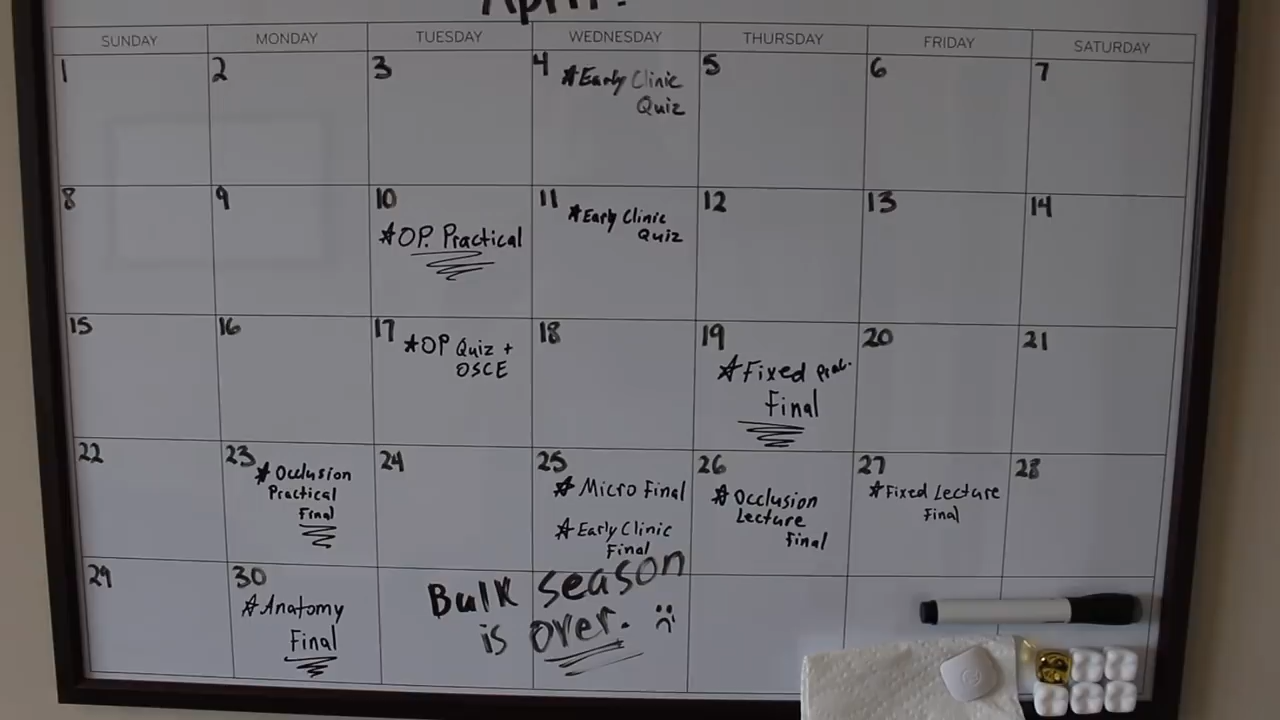 April!
SUNDAY MONDAY TUESDAY WEDNESDAY THURSDAY FRIDAY SATURDAY
1 2 3 4 5 6 7
*Early Clinic
Quiz
8 9 10 11 12 13 14
*OP. Practical
*Early Clinic
Quiz
15 16 17 18 19 20 21
*OP Quiz +
OSCE
*Fixed prac.
Final
22 23 24 25 26 27 28
*Occlusion
Practical
Final
*Micro Final
*Early Clinic
Final
*Occlusion
Lecture
Final
*Fixed Lecture
Final
29 30
*Anatomy
Final
Bulk season
is over. :(